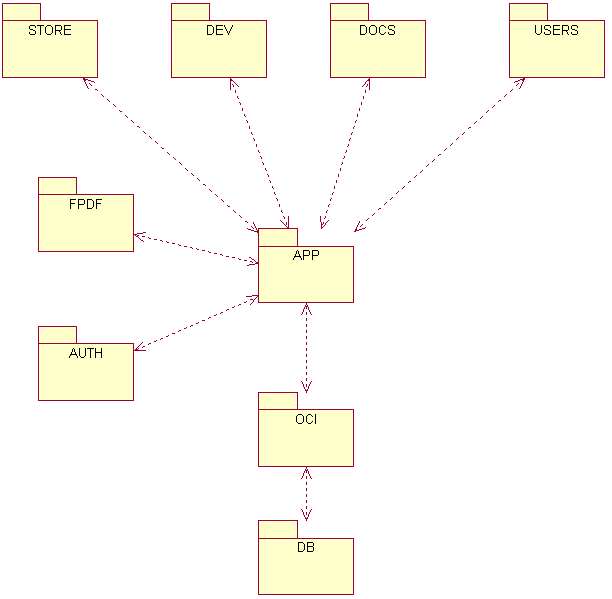 STORE
DEV
DOCS
USERS
FPDF
APP
AUTH
OCI
DB